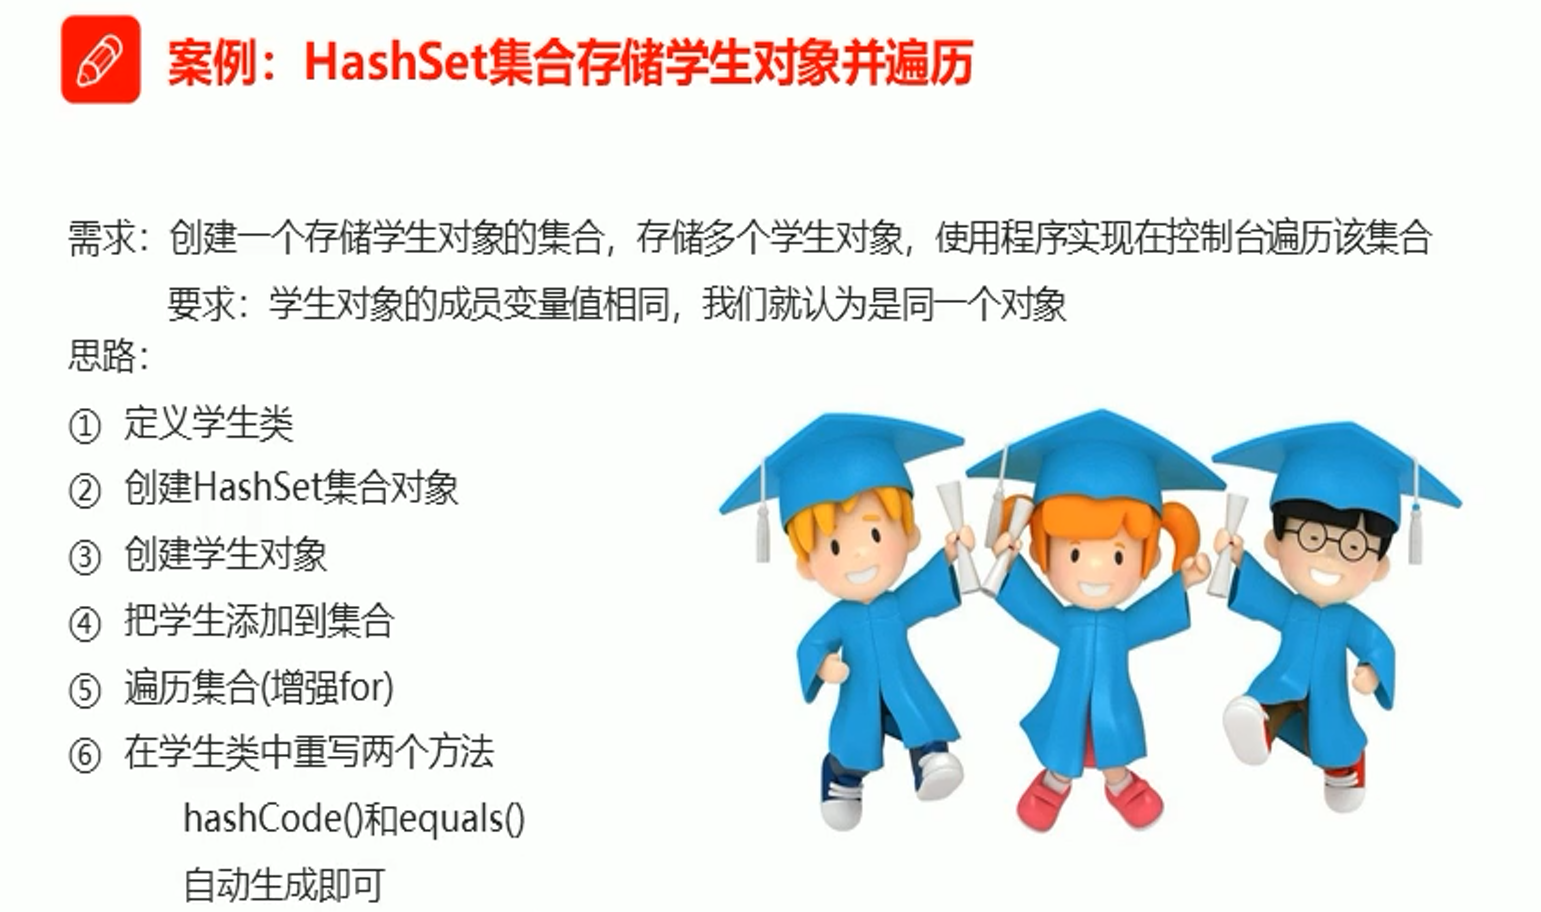 案例：HashSet集合存储学生对象并遍历
需求：创建一个存储学生对象的集合，存储多个学生对象，使用程序实现在控制台遍历该集合
要求：学生对象的成员变量值相同，我们就认为是同一个对象
思路：
① 定义学生类
② 创建HashSet集合对象
③ 创建学生对象
④ 把学生添加到集合
⑤ 遍历集合(增强for)
⑥ 在学生类中重写两个方法
hashCode()和equals()
自动生成即可